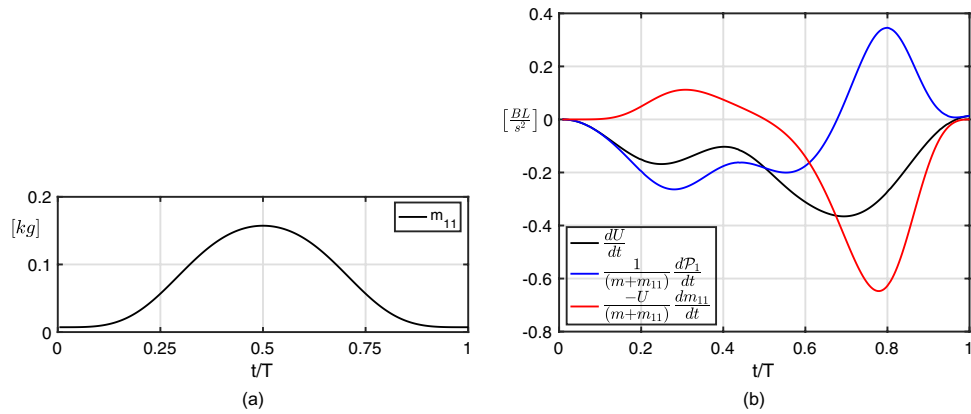 0.2
[kg]
0.1
0
0 0.25 0.5 0.75 1
t/T
m₁₁
(a)
0.4
0.2
[BL/s²] 0
-0.2
-0.4
-0.6
-0.8
dU/dt
1/(m+m₁₁) d𝒫₁/dt
-U/(m+m₁₁) dm₁₁/dt
0 0.2 0.4 0.6 0.8 1
t/T
(b)